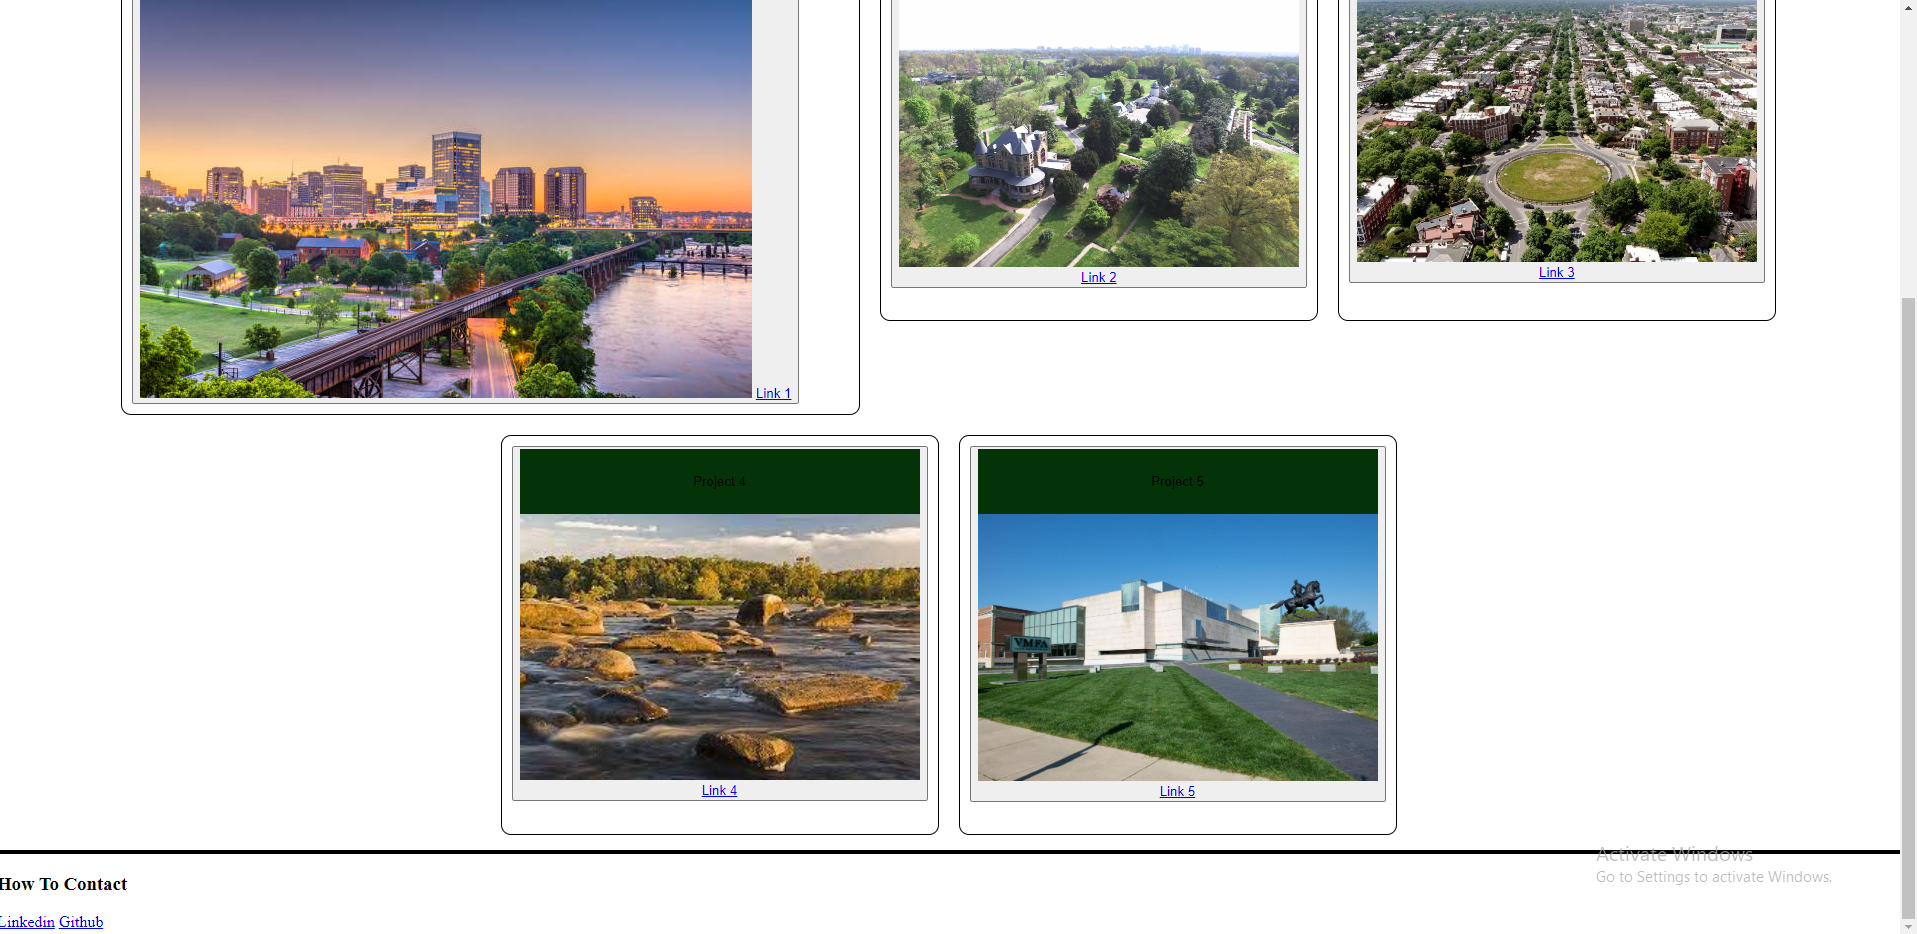 Link 1
Link 2
Link 3
Project 4
Project 5
VMFA
Link 4
Link 5
Activate Windows
Go to Settings to activate Windows.
How To Contact
Linkedin Github